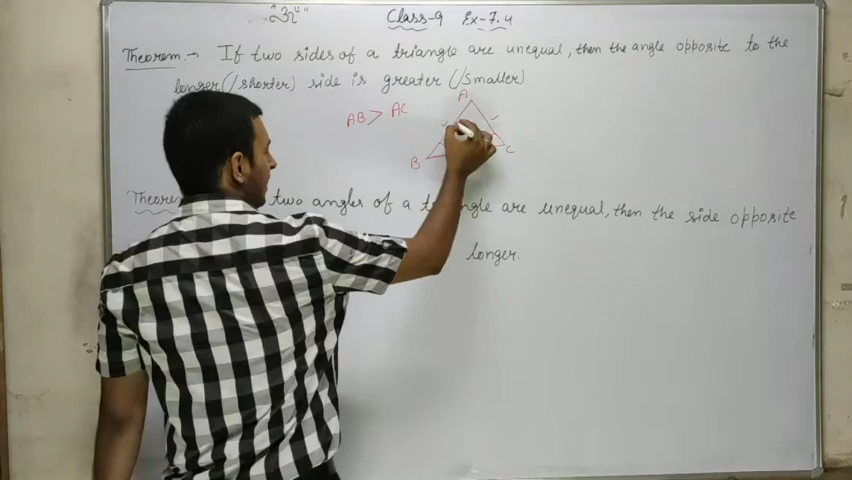 "ॐ"
Class-9 Ex-7.4
Theorem:- If two sides of a triangle are unequal, then the angle opposite to the
longer(/shorter) side is greater (/smaller)
A
AB > AC
B C
Theorem two angles of a triangle are unequal, then the side opposite
longer.